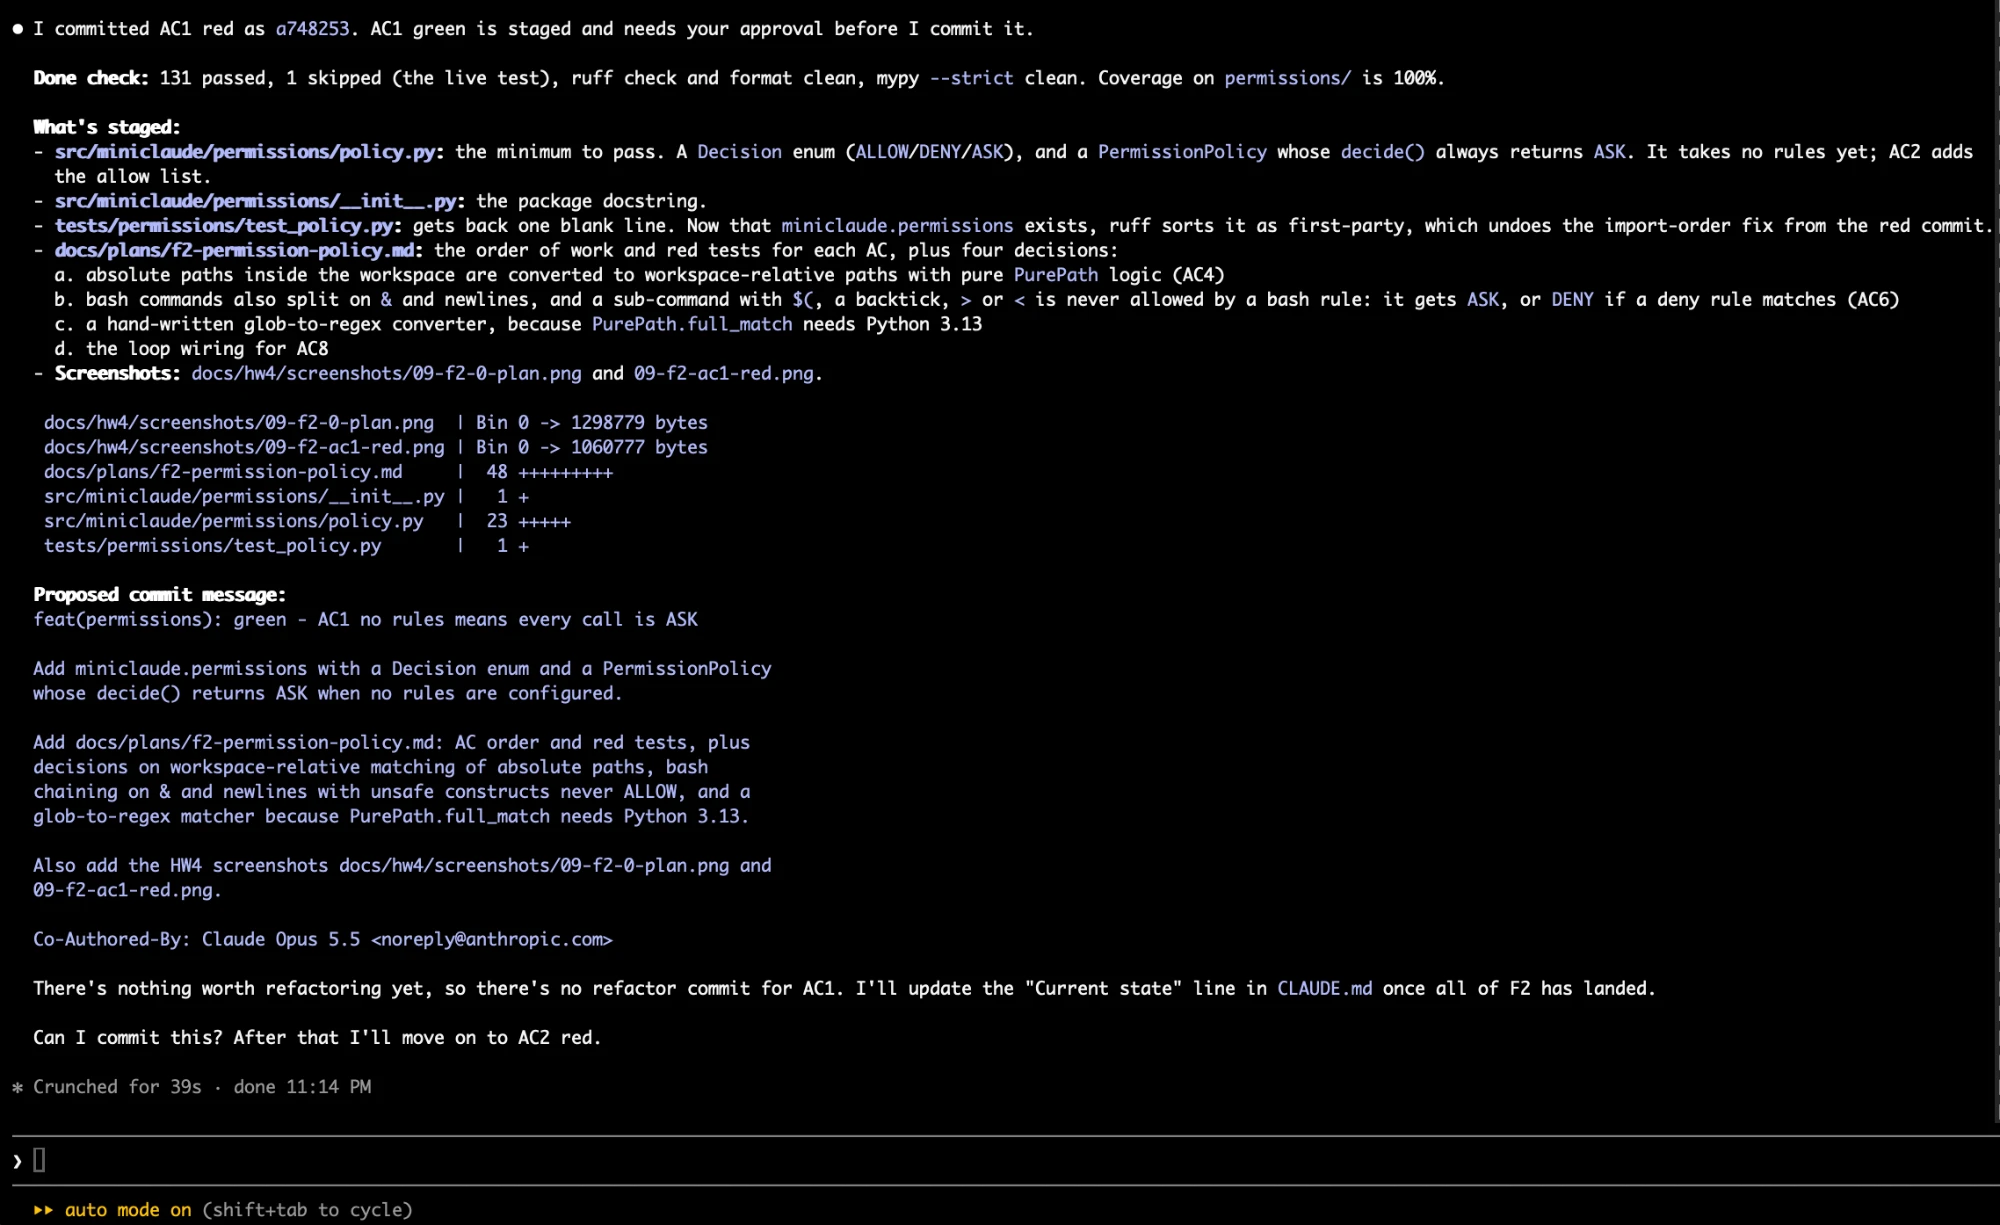 ● I committed AC1 red as a748253. AC1 green is staged and needs your approval before I commit it.
Done check: 131 passed, 1 skipped (the live test), ruff check and format clean, mypy --strict clean. Coverage on permissions/ is 100%.
What's staged:
- src/miniclaude/permissions/policy.py: the minimum to pass. A Decision enum (ALLOW/DENY/ASK), and a PermissionPolicy whose decide() always returns ASK. It takes no rules yet; AC2 adds
the allow list.
- src/miniclaude/permissions/__init__.py: the package docstring.
- tests/permissions/test_policy.py: gets back one blank line. Now that miniclaude.permissions exists, ruff sorts it as first-party, which undoes the import-order fix from the red commit.
- docs/plans/f2-permission-policy.md: the order of work and red tests for each AC, plus four decisions:
a. absolute paths inside the workspace are converted to workspace-relative paths with pure PurePath logic (AC4)
b. bash commands also split on & and newlines, and a sub-command with $(, a backtick, > or < is never allowed by a bash rule: it gets ASK, or DENY if a deny rule matches (AC6)
c. a hand-written glob-to-regex converter, because PurePath.full_match needs Python 3.13
d. the loop wiring for AC8
- Screenshots: docs/hw4/screenshots/09-f2-0-plan.png and 09-f2-ac1-red.png.
docs/hw4/screenshots/09-f2-0-plan.png | Bin 0 -> 1298779 bytes
docs/hw4/screenshots/09-f2-ac1-red.png | Bin 0 -> 1060777 bytes
docs/plans/f2-permission-policy.md | 48 +++++++++
src/miniclaude/permissions/__init__.py | 1 +
src/miniclaude/permissions/policy.py | 23 +++++
tests/permissions/test_policy.py | 1 +
Proposed commit message:
feat(permissions): green - AC1 no rules means every call is ASK
Add miniclaude.permissions with a Decision enum and a PermissionPolicy
whose decide() returns ASK when no rules are configured.
Add docs/plans/f2-permission-policy.md: AC order and red tests, plus
decisions on workspace-relative matching of absolute paths, bash
chaining on & and newlines with unsafe constructs never ALLOW, and a
glob-to-regex matcher because PurePath.full_match needs Python 3.13.
Also add the HW4 screenshots docs/hw4/screenshots/09-f2-0-plan.png and
09-f2-ac1-red.png.
Co-Authored-By: Claude Opus 5.5 <noreply@anthropic.com>
There's nothing worth refactoring yet, so there's no refactor commit for AC1. I'll update the "Current state" line in CLAUDE.md once all of F2 has landed.
Can I commit this? After that I'll move on to AC2 red.
✻ Crunched for 39s · done 11:14 PM
❯
⏵⏵ auto mode on (shift+tab to cycle)